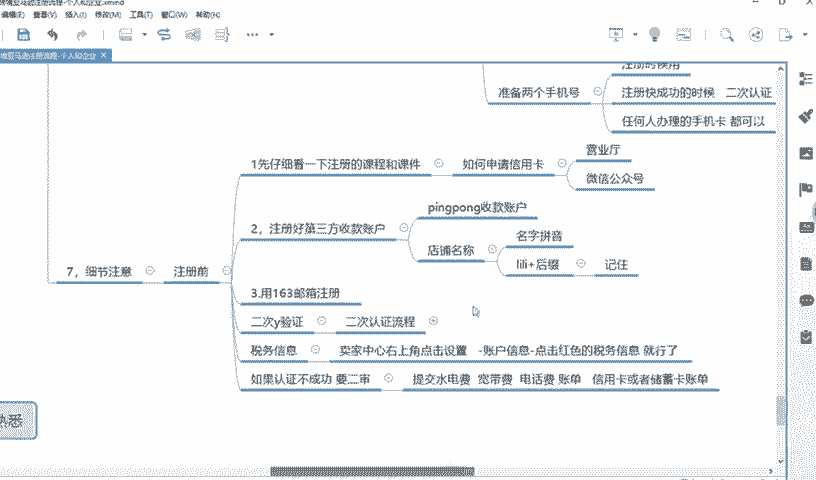 编辑(E) 查看(V) 插入(I) 修改(M) 工具(T) 窗口(W) 帮助(H)
注册时候用
准备两个手机号
注册快成功的时候 二次认证
任何人办理的手机卡 都可以
1先仔细看一下注册的课程和课件
如何申请信用卡
营业厅
微信公众号
2，注册好第三方收款账户
pingpong收款账户
店铺名称
名字拼音
lili+后缀
记住
7，细节注意
注册前
3.用163邮箱注册
二次y验证
二次认证流程
税务信息
卖家中心右上角点击设置 -账户信息-点击红色的税务信息 就行了
如果认证不成功 要二审
提交水电费 宽带费 电话费 账单 信用卡或者储蓄卡账单
熟悉